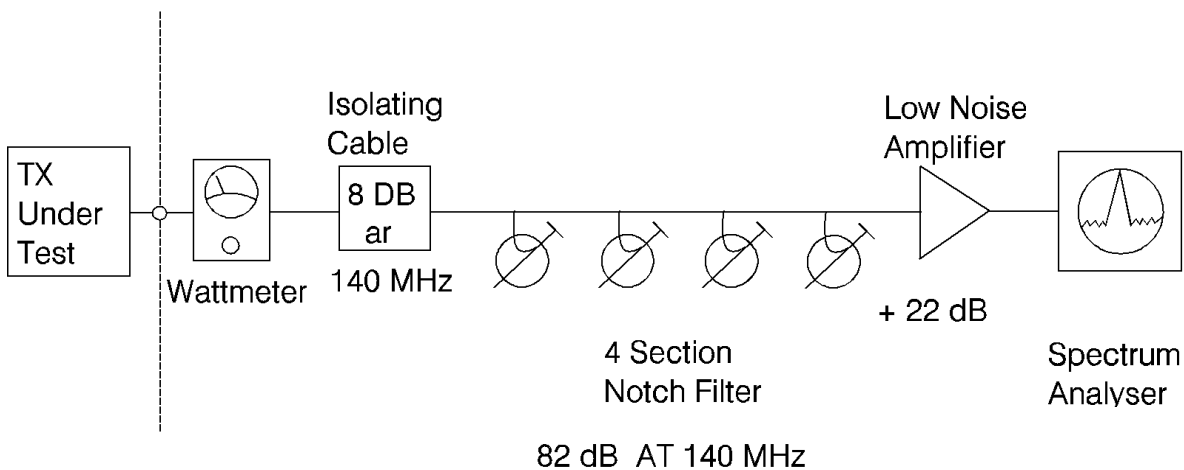 TX
Under
Test
Wattmeter
Isolating
Cable
8 DB
ar
140 MHz
4 Section
Notch Filter
82 dB AT 140 MHz
Low Noise
Amplifier
+ 22 dB
Spectrum
Analyser